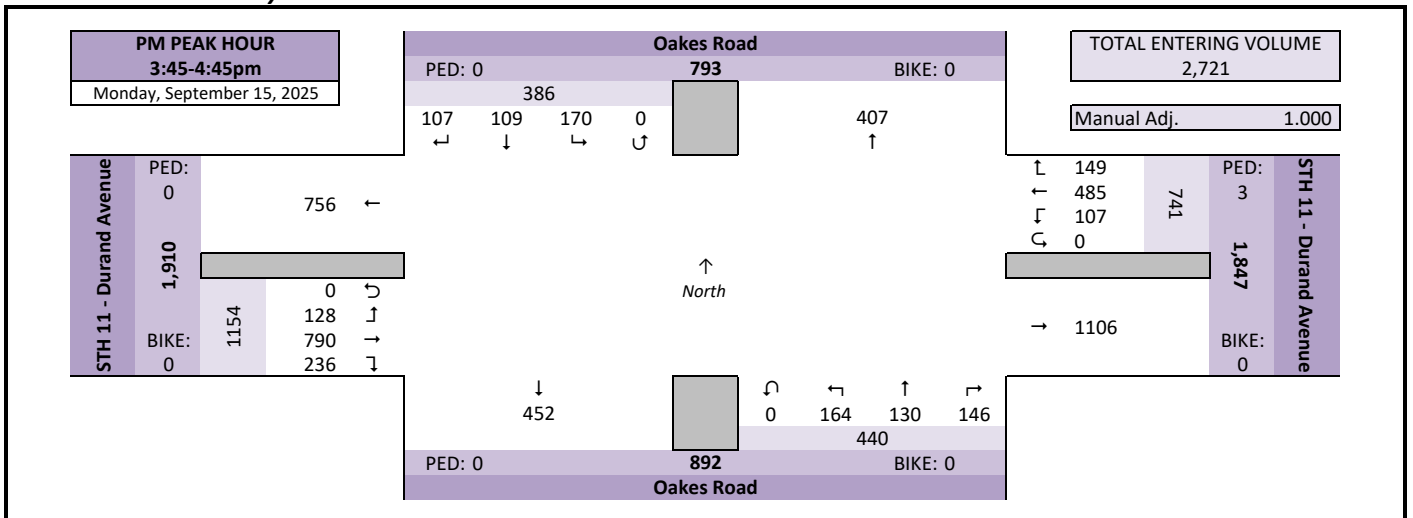 PM PEAK HOUR
3:45-4:45pm
Monday, September 15, 2025
Oakes Road
PED: 0 793 BIKE: 0
386
107 109 170 0
↵ ↓ ↳ ↺
407
↑
TOTAL ENTERING VOLUME
2,721
Manual Adj. 1.000
STH 11 - Durand Avenue
PED:
0
1,910
BIKE:
0
756 ←
1154
0 ⮌
128 ↥
790 →
236 ↴
↑
North
↑ 149
← 485
↓ 107
↪ 0
741
→ 1106
PED:
3
1,847
BIKE:
0
STH 11 - Durand Avenue
↓
452
↶ ↰ ↑ ↱
0 164 130 146
440
PED: 0 892 BIKE: 0
Oakes Road